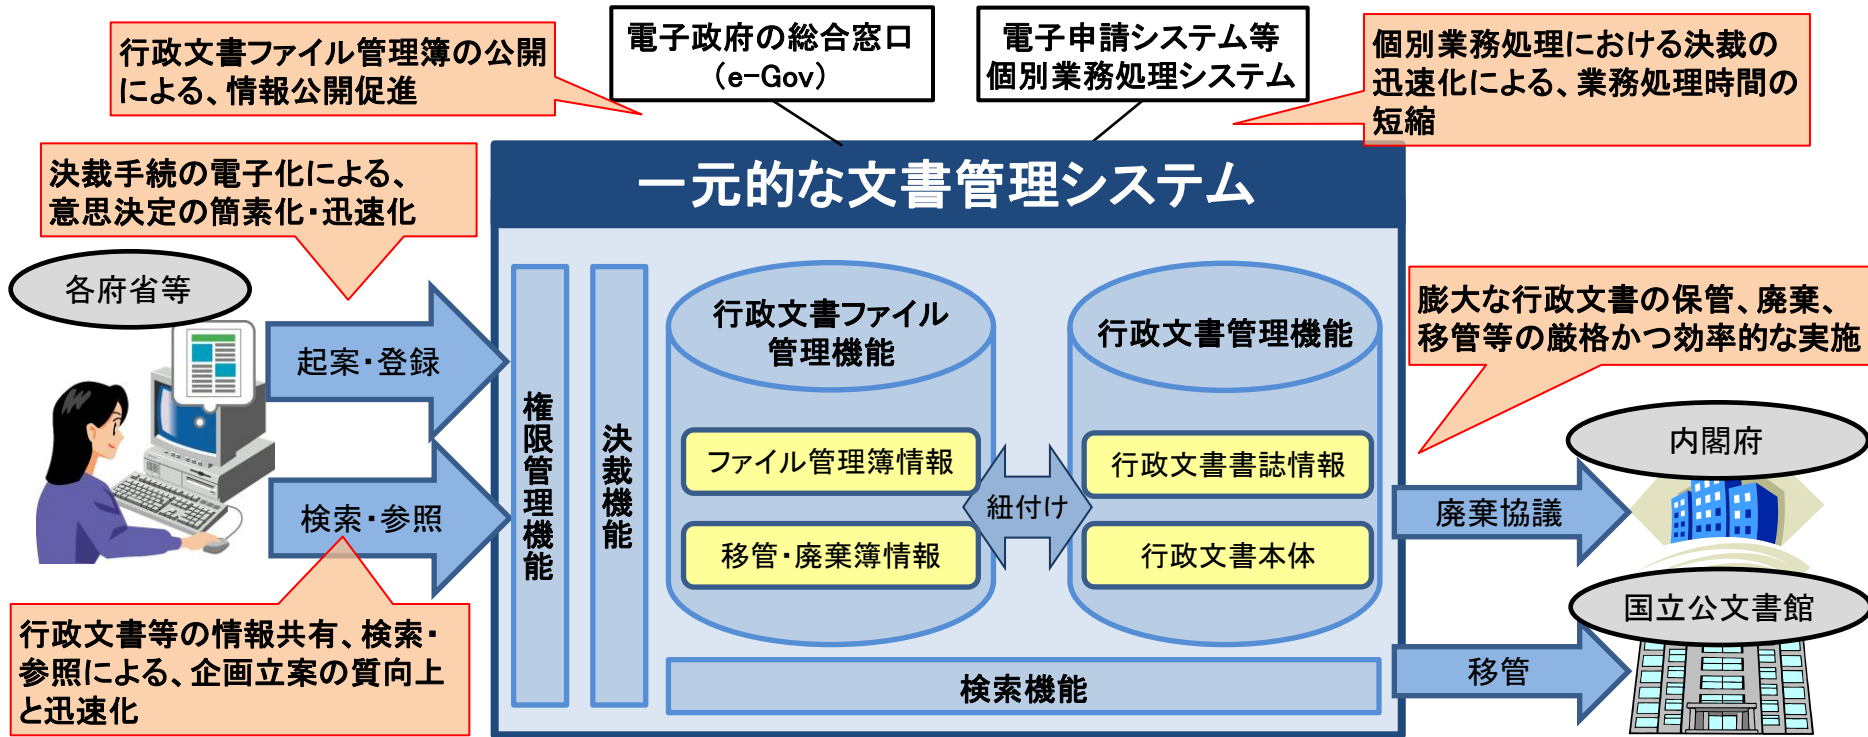 行政文書ファイル管理簿の公開
による、情報公開促進
電子政府の総合窓口
(e-Gov)
電子申請システム等
個別業務処理システム
個別業務処理における決裁の
迅速化による、業務処理時間の
短縮
決裁手続の電子化による、
意思決定の簡素化・迅速化
一元的な文書管理システム
各府省等
起案・登録
検索・参照
行政文書等の情報共有、検索・
参照による、企画立案の質向上
と迅速化
権限管理機能
決裁機能
行政文書ファイル
管理機能
ファイル管理簿情報
移管・廃棄簿情報
紐付け
行政文書管理機能
行政文書書誌情報
行政文書本体
検索機能
膨大な行政文書の保管、廃棄、
移管等の厳格かつ効率的な実施
内閣府
廃棄協議
国立公文書館
移管